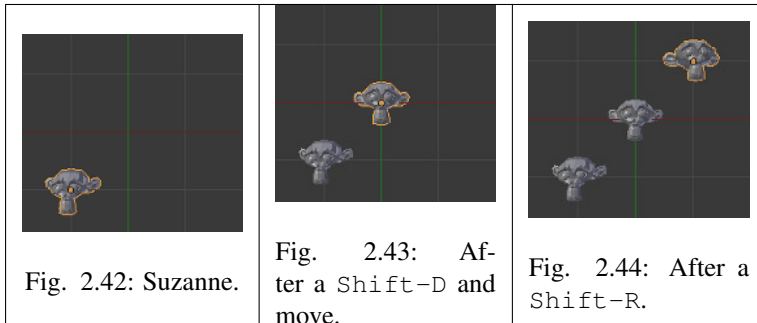 Fig. 2.42: Suzanne.
Fig. 2.43: Af-
ter a Shift-D and
move.
Fig. 2.44: After a
Shift-R.